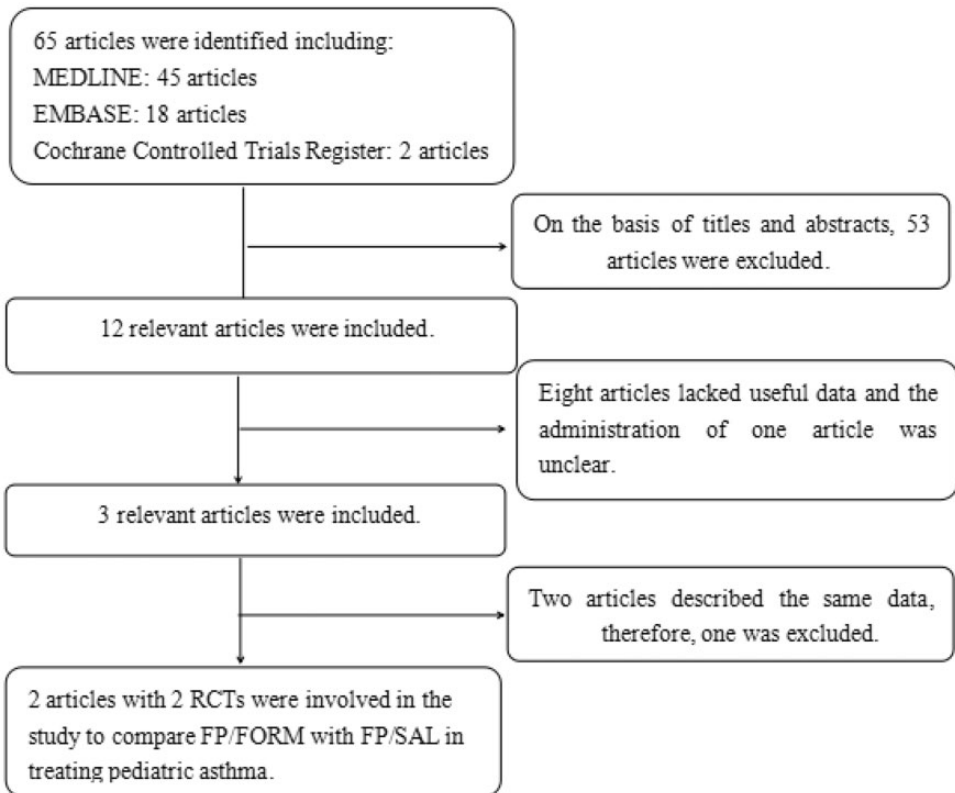 65 articles were identified including:
MEDLINE: 45 articles
EMBASE: 18 articles
Cochrane Controlled Trials Register: 2 articles
On the basis of titles and abstracts, 53
articles were excluded.
12 relevant articles were included.
Eight articles lacked useful data and the
administration of one article was
unclear.
3 relevant articles were included.
Two articles described the same data,
therefore, one was excluded.
2 articles with 2 RCTs were involved in the
study to compare FP/FORM with FP/SAL in
treating pediatric asthma.